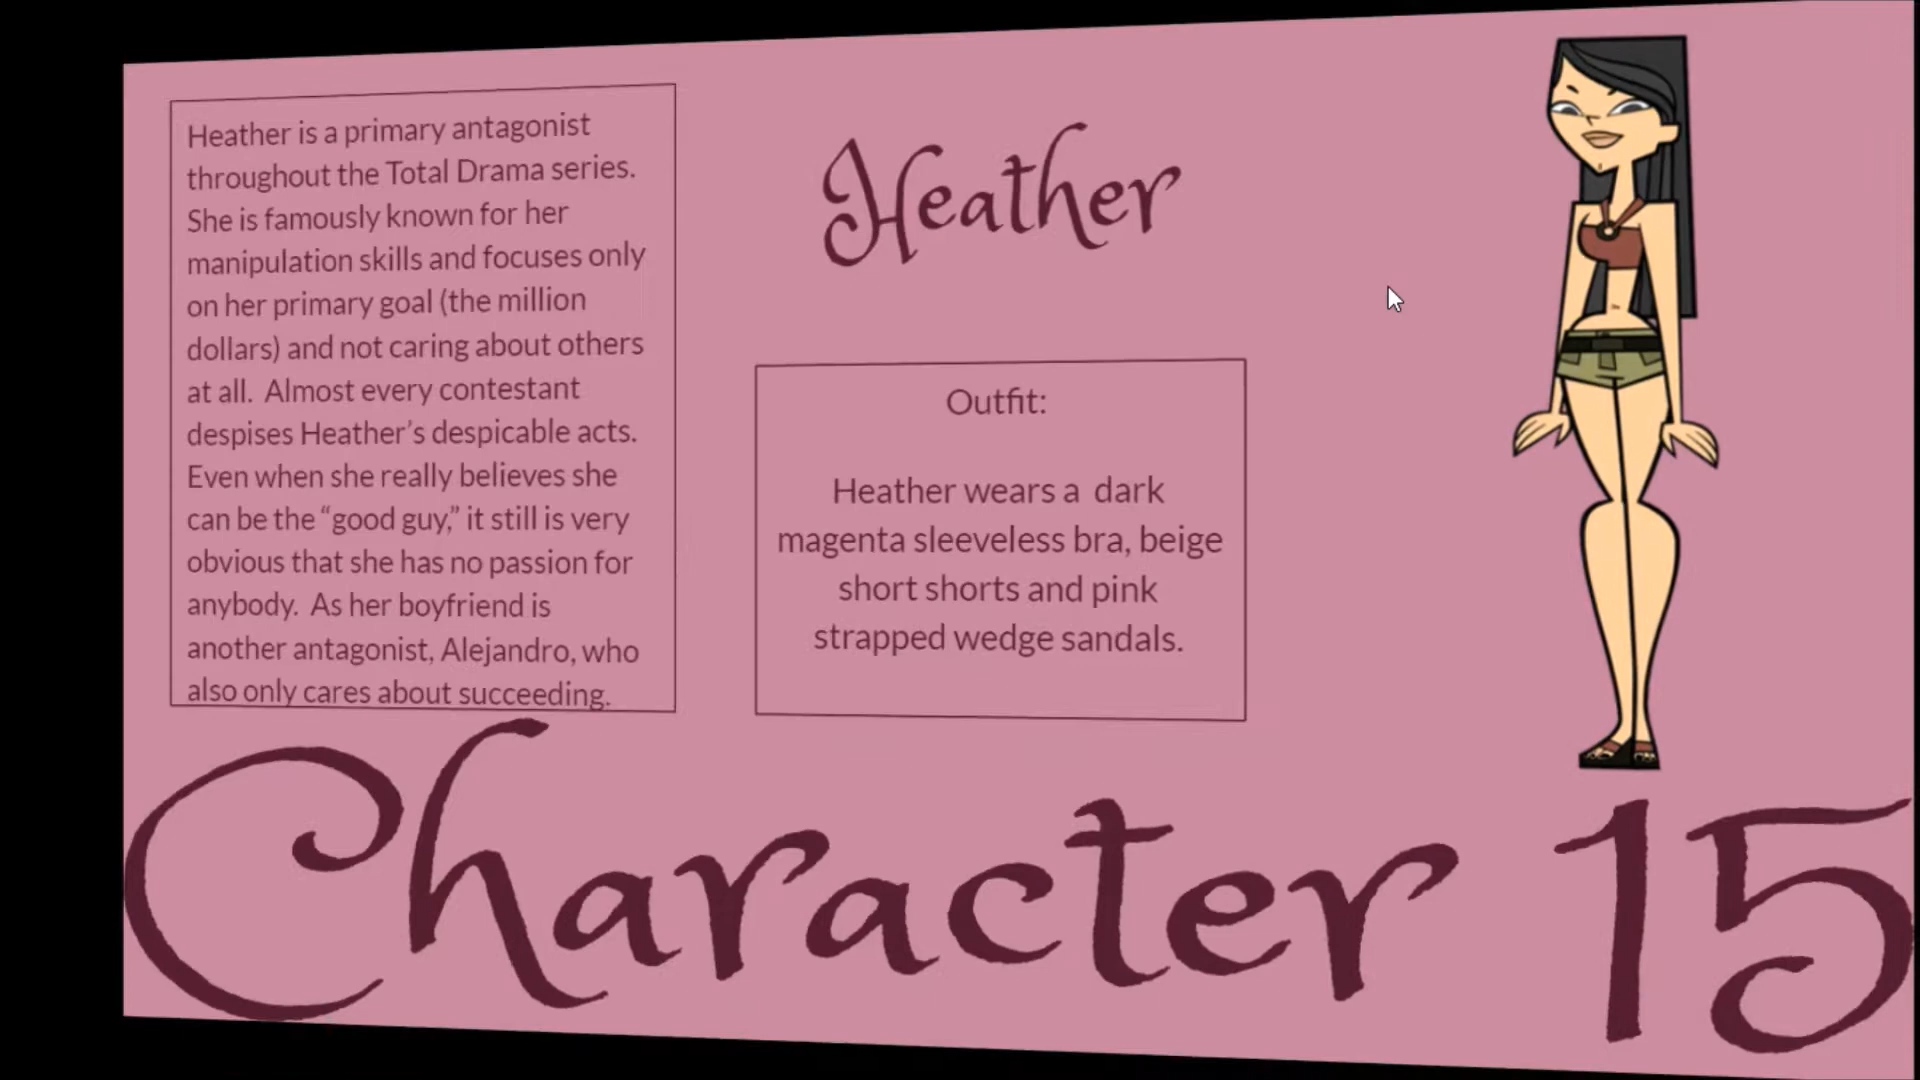 Heather is a primary antagonist
throughout the Total Drama series.
She is famously known for her
manipulation skills and focuses only
on her primary goal (the million
dollars) and not caring about others
at all.  Almost every contestant
despises Heather’s despicable acts.
Even when she really believes she
can be the “good guy,” it still is very
obvious that she has no passion for
anybody.  As her boyfriend is
another antagonist, Alejandro, who
also only cares about succeeding.
Heather
Outfit:
Heather wears a  dark
magenta sleeveless bra, beige
short shorts and pink
strapped wedge sandals.
Character 15